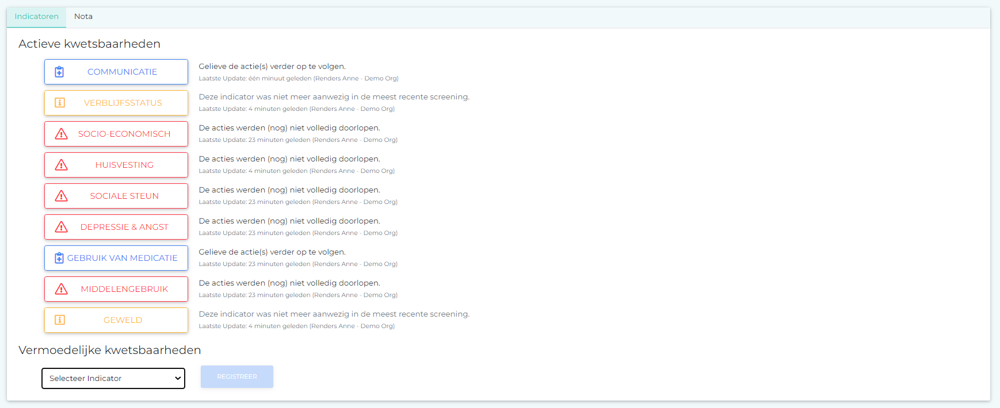 Indicatoren Nota
Actieve kwetsbaarheden
COMMUNICATIE
Gelieve de actie(s) verder op te volgen.
Laatste Update: één minuut geleden (Renders Anne - Demo Org)
VERBLIJFSSTATUS
Deze indicator was niet meer aanwezig in de meest recente screening.
Laatste Update: 4 minuten geleden (Renders Anne - Demo Org)
SOCIO-ECONOMISCH
De acties werden (nog) niet volledig doorlopen.
Laatste Update: 23 minuten geleden (Renders Anne - Demo Org)
HUISVESTING
De acties werden (nog) niet volledig doorlopen.
Laatste Update: 4 minuten geleden (Renders Anne - Demo Org)
SOCIALE STEUN
De acties werden (nog) niet volledig doorlopen.
Laatste Update: 23 minuten geleden (Renders Anne - Demo Org)
DEPRESSIE & ANGST
De acties werden (nog) niet volledig doorlopen.
Laatste Update: 23 minuten geleden (Renders Anne - Demo Org)
GEBRUIK VAN MEDICATIE
Gelieve de actie(s) verder op te volgen.
Laatste Update: 23 minuten geleden (Renders Anne - Demo Org)
MIDDELENGEBRUIK
De acties werden (nog) niet volledig doorlopen.
Laatste Update: 23 minuten geleden (Renders Anne - Demo Org)
GEWELD
Deze indicator was niet meer aanwezig in de meest recente screening.
Laatste Update: 4 minuten geleden (Renders Anne - Demo Org)
Vermoedelijke kwetsbaarheden
Selecteer Indicator
REGISTREER